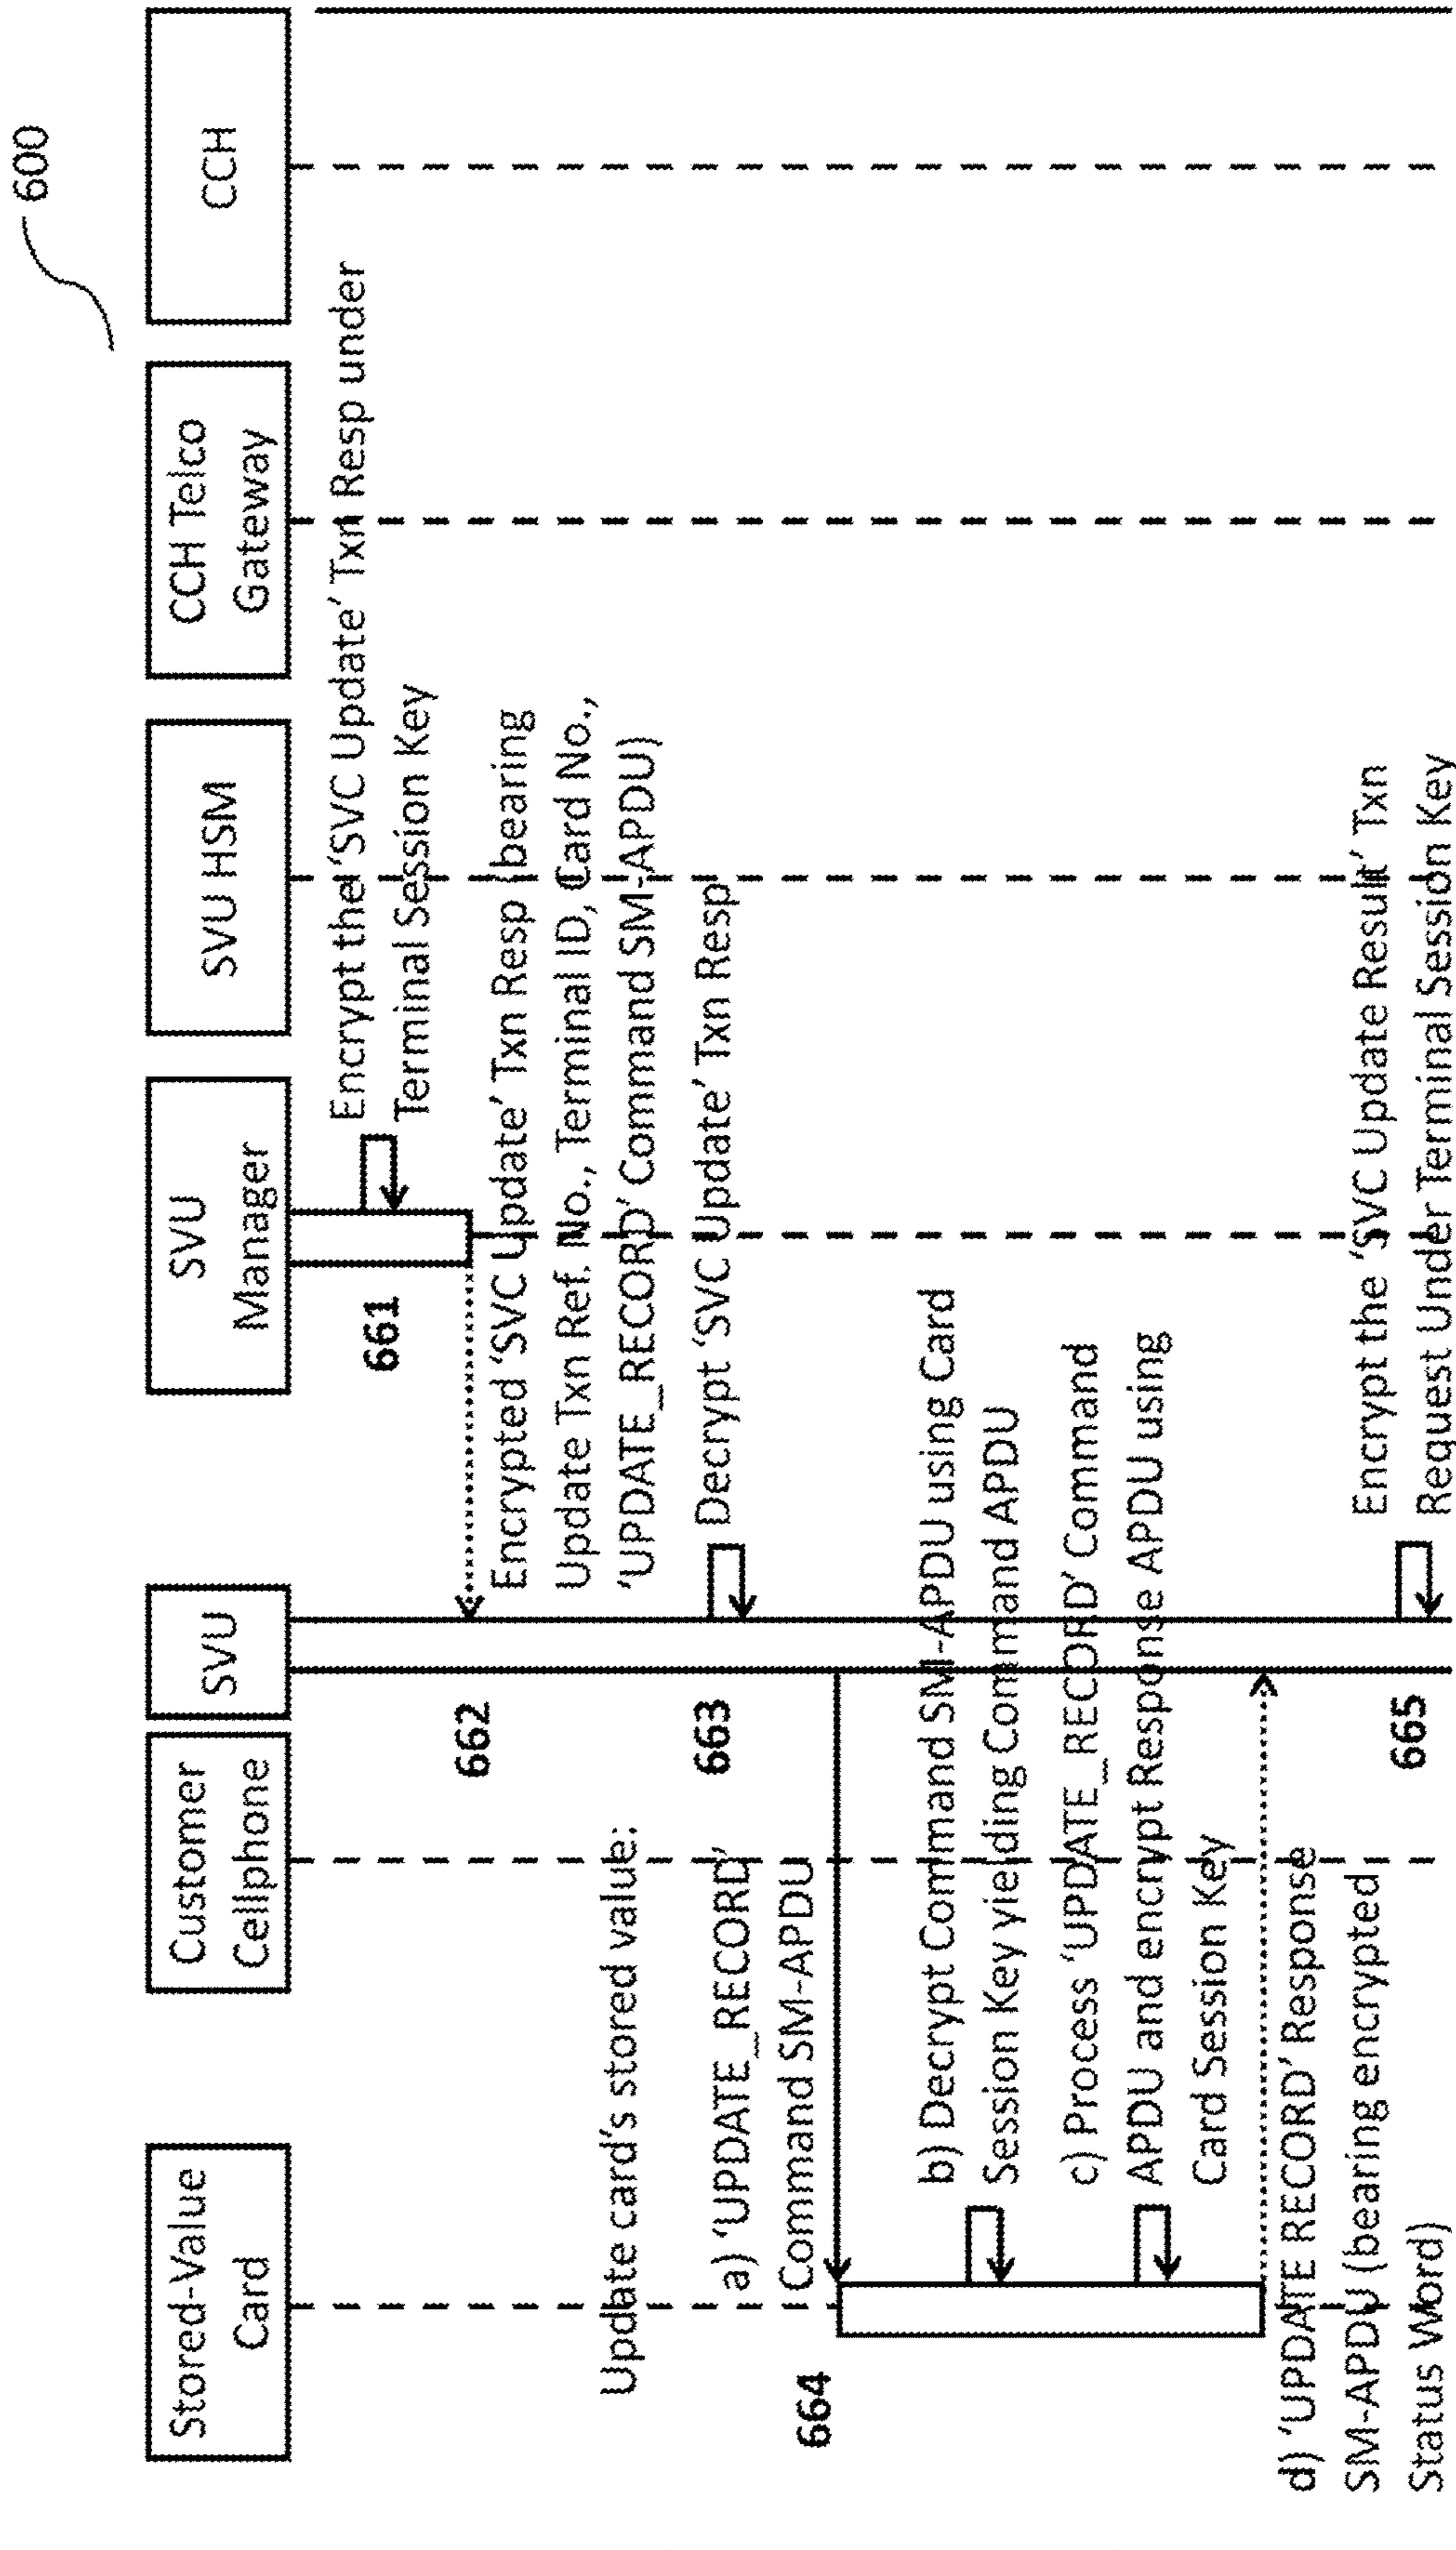 600
Stored-Value
Card
Customer
Cellphone
SVU
SVU
Manager
SVU HSM
CCH Telco
Gateway
CCH
661
Encrypt the 'SVC Update' Txn Resp under
Terminal Session Key
662
Encrypted 'SVC Update' Txn Resp (bearing
Update Txn Ref. No., Terminal ID, Card No.,
'UPDATE_RECORD' Command SM-APDU)
Update card's stored value:
663
Decrypt 'SVC Update' Txn Resp
a) 'UPDATE_RECORD'
Command SM-APDU
664
b) Decrypt Command SM-APDU using Card
Session Key yielding Command APDU
c) Process 'UPDATE_RECORD' Command
APDU and encrypt Response APDU using
Card Session Key
d) 'UPDATE RECORD' Response
SM-APDU (bearing encrypted
Status Word)
665
Encrypt the 'SVC Update Result' Txn
Request Under Terminal Session Key